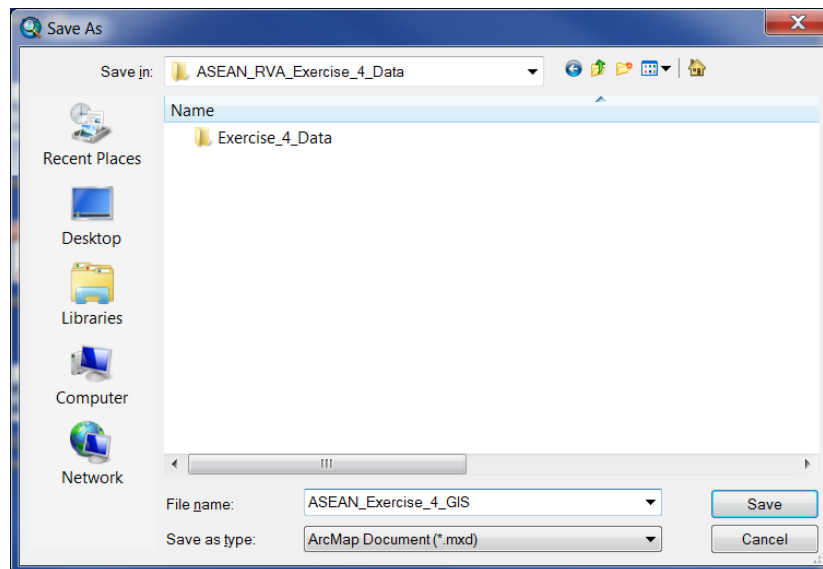 Save As
Save in: ASEAN_RVA_Exercise_4_Data
Name
Exercise_4_Data
Recent Places
Desktop
Libraries
Computer
Network
File name: ASEAN_Exercise_4_GIS Save
Save as type: ArcMap Document (*.mxd) Cancel